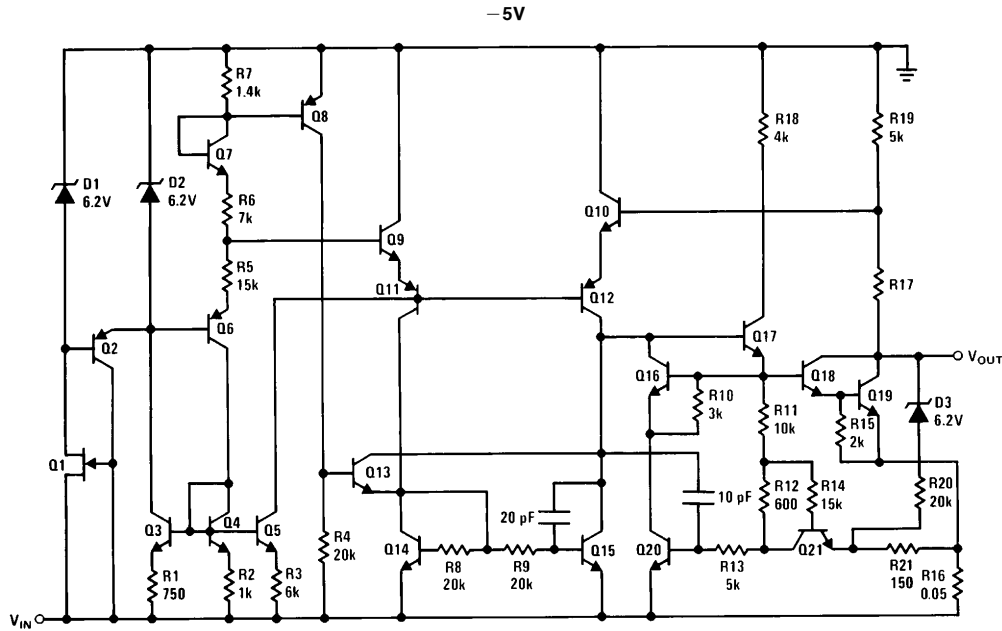 −5V
R7
1.4k
Q8
R18
4k
R19
5k
D1
6.2V
D2
6.2V
Q7
R6
7k
Q10
Q9
R5
15k
R17
Q11
Q12
Q2
Q6
Q17
VOUT
Q16
R10
3k
R11
10k
Q18
Q19
D3
6.2V
R15
2k
Q1
Q13
10 pF
R12
600
R14
15k
R20
20k
Q3
Q4
Q5
R4
20k
20 pF
Q14
R8
20k
R9
20k
Q15
Q20
R13
5k
Q21
R21
150
R16
0.05
R1
750
R2
1k
R3
6k
VIN